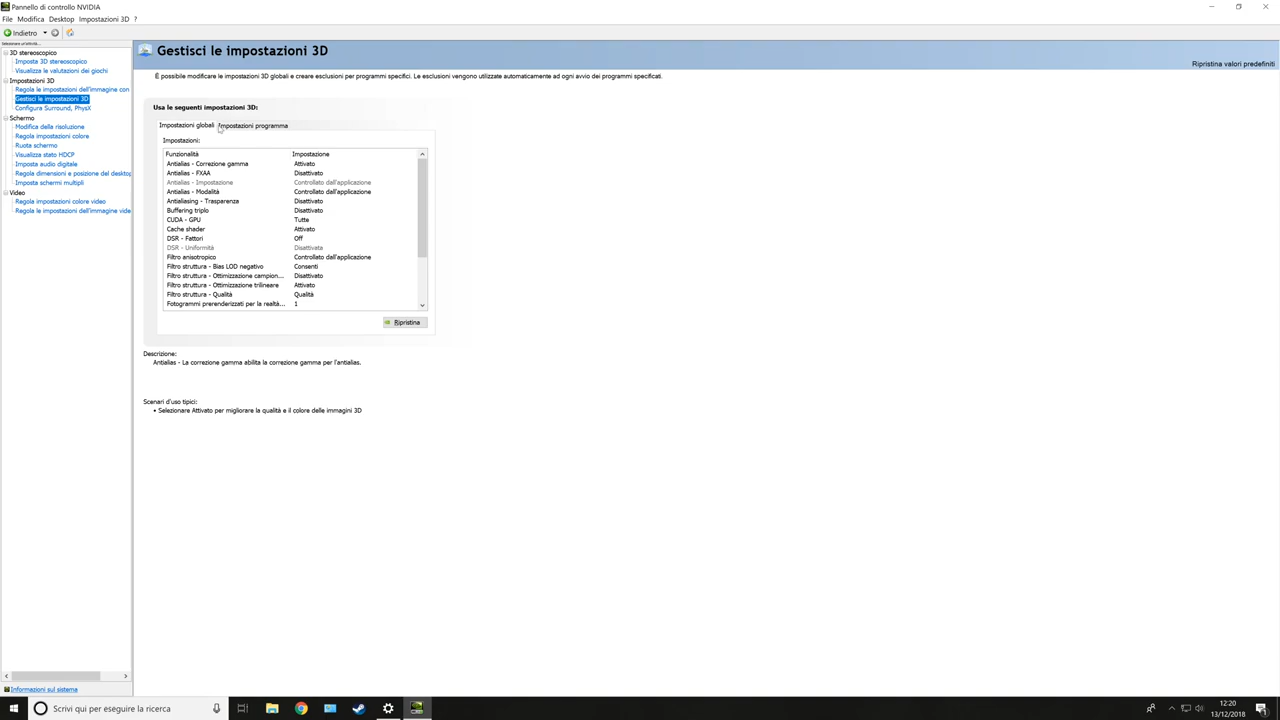 Pannello di controllo NVIDIA
File Modifica Desktop Impostazioni 3D ?
Indietro
Selezionare un'attività...
3D stereoscopico
Imposta 3D stereoscopico
Visualizza le valutazioni dei giochi
Impostazioni 3D
Regola le impostazioni dell'immagine con
Gestisci le impostazioni 3D
Configura Surround, PhysX
Schermo
Modifica della risoluzione
Regola impostazioni colore
Ruota schermo
Visualizza stato HDCP
Imposta audio digitale
Regola dimensioni e posizione del desktop
Imposta schermi multipli
Video
Regola impostazioni colore video
Regola le impostazioni dell'immagine vide
Informazioni sul sistema
Gestisci le impostazioni 3D
Ripristina valori predefiniti
È possibile modificare le impostazioni 3D globali e creare esclusioni per programmi specifici. Le esclusioni vengono utilizzate automaticamente ad ogni avvio dei programmi specificati.
Usa le seguenti impostazioni 3D:
Impostazioni globali Impostazioni programma
Impostazioni:
Funzionalità Impostazione
Antialias - Correzione gamma Attivato
Antialias - FXAA Disattivato
Antialias - Impostazione Controllato dall'applicazione
Antialias - Modalità Controllato dall'applicazione
Antialiasing - Trasparenza Disattivato
Buffering triplo Disattivato
CUDA - GPU Tutte
Cache shader Attivato
DSR - Fattori Off
DSR - Uniformità Disattivata
Filtro anisotropico Controllato dall'applicazione
Filtro struttura - Bias LOD negativo Consenti
Filtro struttura - Ottimizzazione campion... Disattivato
Filtro struttura - Ottimizzazione trilineare Attivato
Filtro struttura - Qualità Qualità
Fotogrammi prerenderizzati per la realtà... 1
Ripristina
Descrizione:
Antialias - La correzione gamma abilita la correzione gamma per l'antialias.
Scenari d'uso tipici:
• Selezionare Attivato per migliorare la qualità e il colore delle immagini 3D
Scrivi qui per eseguire la ricerca
12:20
13/12/2018
1